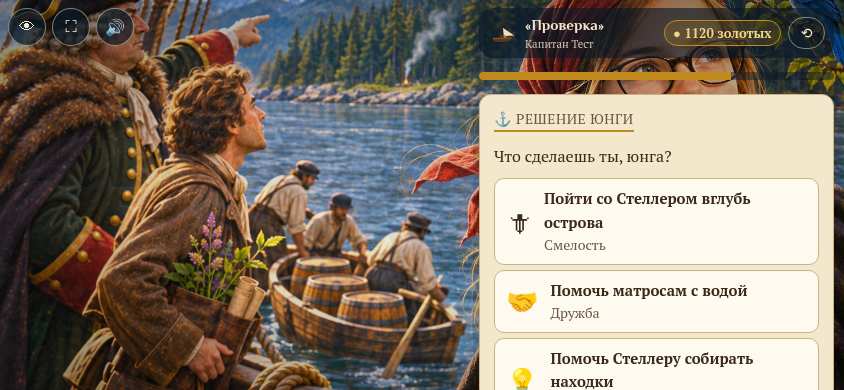 «Проверка»
Капитан Тест
● 1120 золотых
⚓ РЕШЕНИЕ ЮНГИ
Что сделаешь ты, юнга?
Пойти со Стеллером вглубь
острова
Смелость
Помочь матросам с водой
Дружба
Помочь Стеллеру собирать
находки